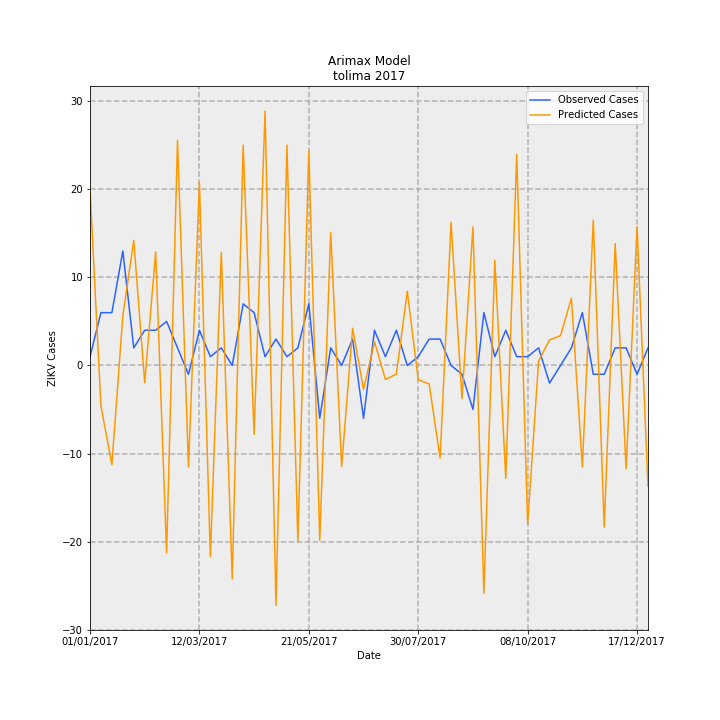 Arimax Model
tolima 2017
Observed Cases
Predicted Cases
30
20
10
0
−10
−20
−30
ZIKV Cases
01/01/2017 12/03/2017 21/05/2017 30/07/2017 08/10/2017 17/12/2017
Date